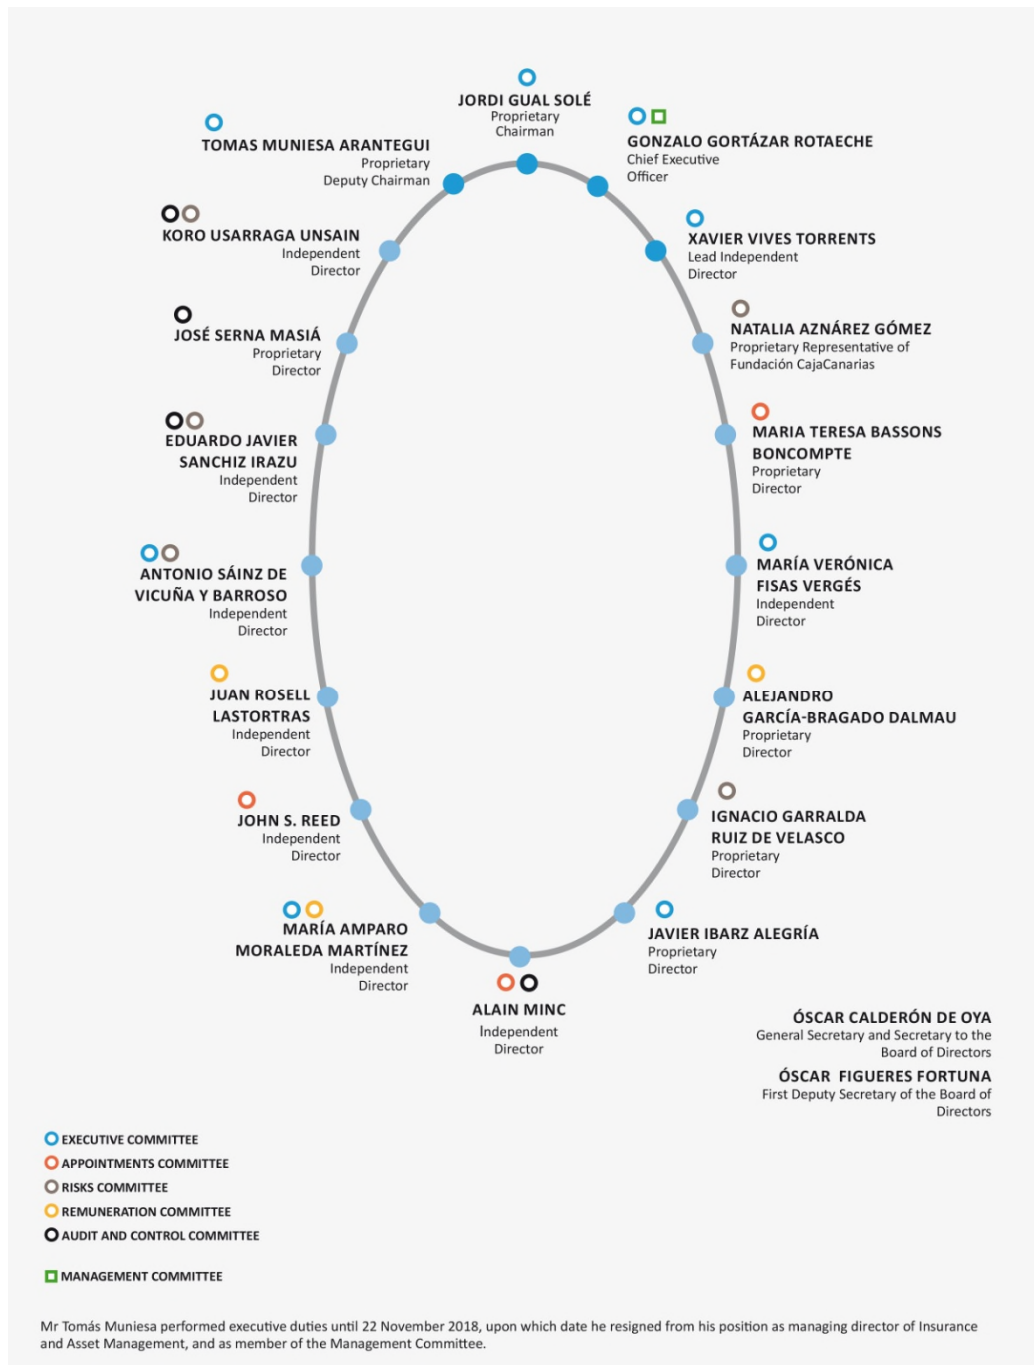 JORDI GUAL SOLÉ
Proprietary
Chairman
GONZALO GORTÁZAR ROTAECHE
Chief Executive
Officer
TOMAS MUNIESA ARANTEGUI
Proprietary
Deputy Chairman
XAVIER VIVES TORRENTS
Lead Independent
Director
KORO USARRAGA UNSAIN
Independent
Director
NATALIA AZNÁREZ GÓMEZ
Proprietary Representative of
Fundación CajaCanarias
JOSÉ SERNA MASIÁ
Proprietary
Director
MARIA TERESA BASSONS
BONCOMPTE
Proprietary
Director
EDUARDO JAVIER
SANCHIZ IRAZU
Independent
Director
MARÍA VERÓNICA
FISAS VERGÉS
Independent
Director
ANTONIO SÁINZ DE
VICUÑA Y BARROSO
Independent
Director
ALEJANDRO
GARCÍA-BRAGADO DALMAU
Proprietary
Director
JUAN ROSELL
LASTORTRAS
Independent
Director
IGNACIO GARRALDA
RUIZ DE VELASCO
Proprietary
Director
JOHN S. REED
Independent
Director
JAVIER IBARZ ALEGRÍA
Proprietary
Director
MARÍA AMPARO
MORALEDA MARTÍNEZ
Independent
Director
ALAIN MINC
Independent
Director
ÓSCAR CALDERÓN DE OYA
General Secretary and Secretary to the
Board of Directors
ÓSCAR FIGUERES FORTUNA
First Deputy Secretary of the Board of
Directors
EXECUTIVE COMMITTEE
APPOINTMENTS COMMITTEE
RISKS COMMITTEE
REMUNERATION COMMITTEE
AUDIT AND CONTROL COMMITTEE
MANAGEMENT COMMITTEE
Mr Tomás Muniesa performed executive duties until 22 November 2018, upon which date he resigned from his position as managing director of Insurance
and Asset Management, and as member of the Management Committee.